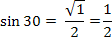 sin 30 = √1/2 = 1/2